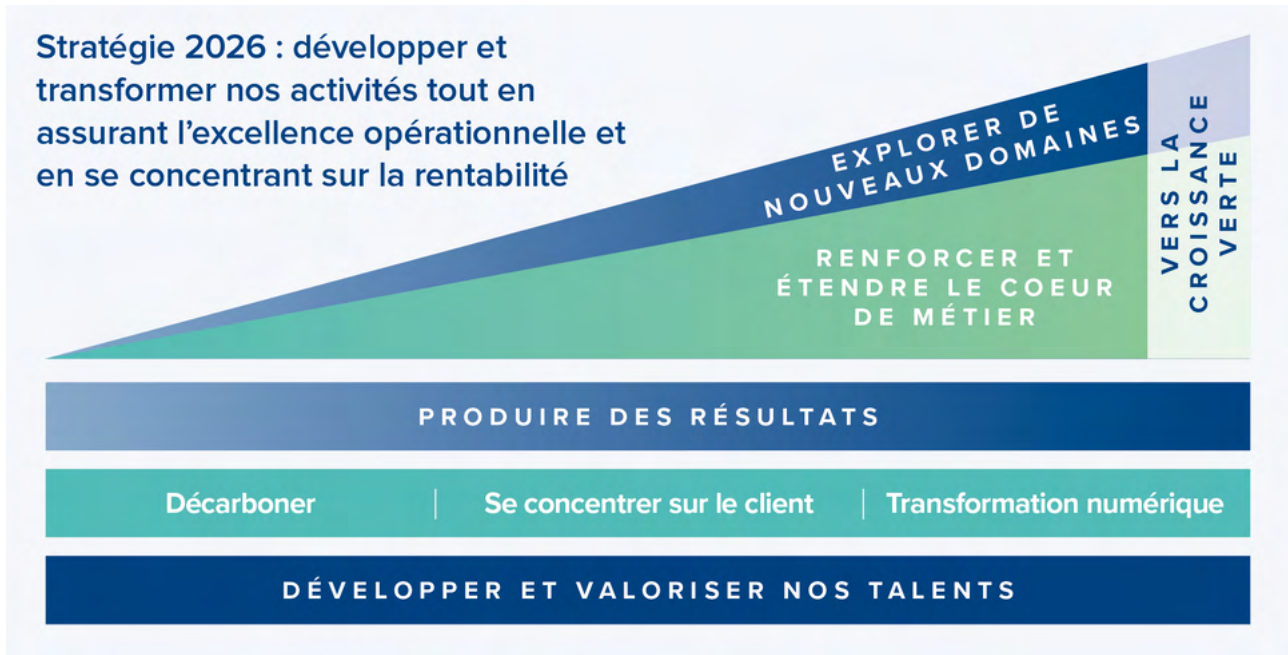 Stratégie 2026 : développer et
transformer nos activités tout en
assurant l’excellence opérationnelle et
en se concentrant sur la rentabilité
EXPLORER DE
NOUVEAUX DOMAINES
RENFORCER ET
ÉTENDRE LE COEUR
DE MÉTIER
VERS LA
CROISSANCE
VERTE
PRODUIRE DES RÉSULTATS
Décarboner | Se concentrer sur le client | Transformation numérique
DÉVELOPPER ET VALORISER NOS TALENTS